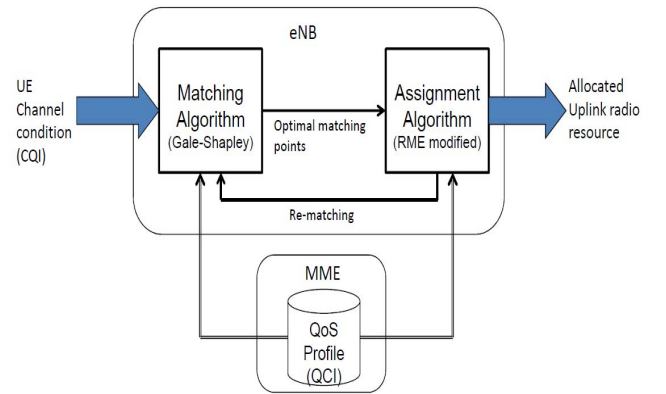 eNB
UE
Channel
condition
(CQI)
Matching
Algorithm
(Gale-Shapley)
Optimal matching
points
Assignment
Algorithm
(RME modified)
Allocated
Uplink radio
resource
Re-matching
MME
QoS
Profile
(QCI)